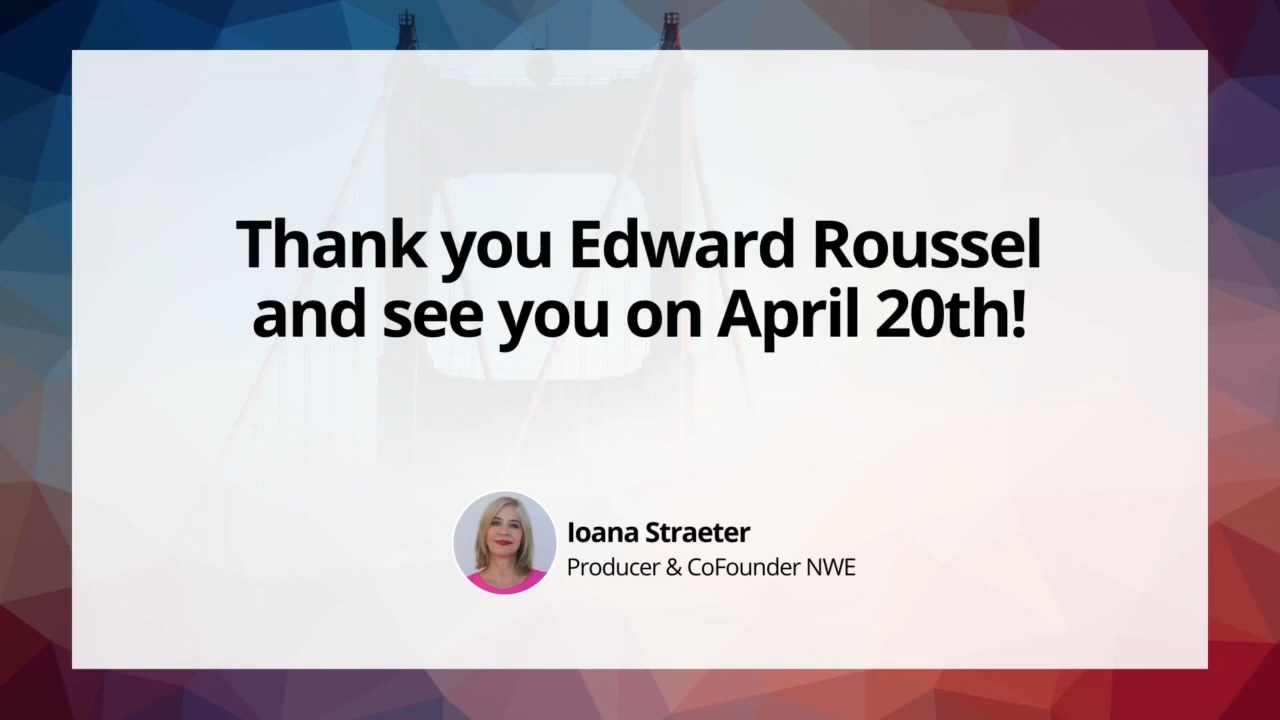 Thank you Edward Roussel
and see you on April 20th!
Ioana Straeter
Producer & CoFounder NWE